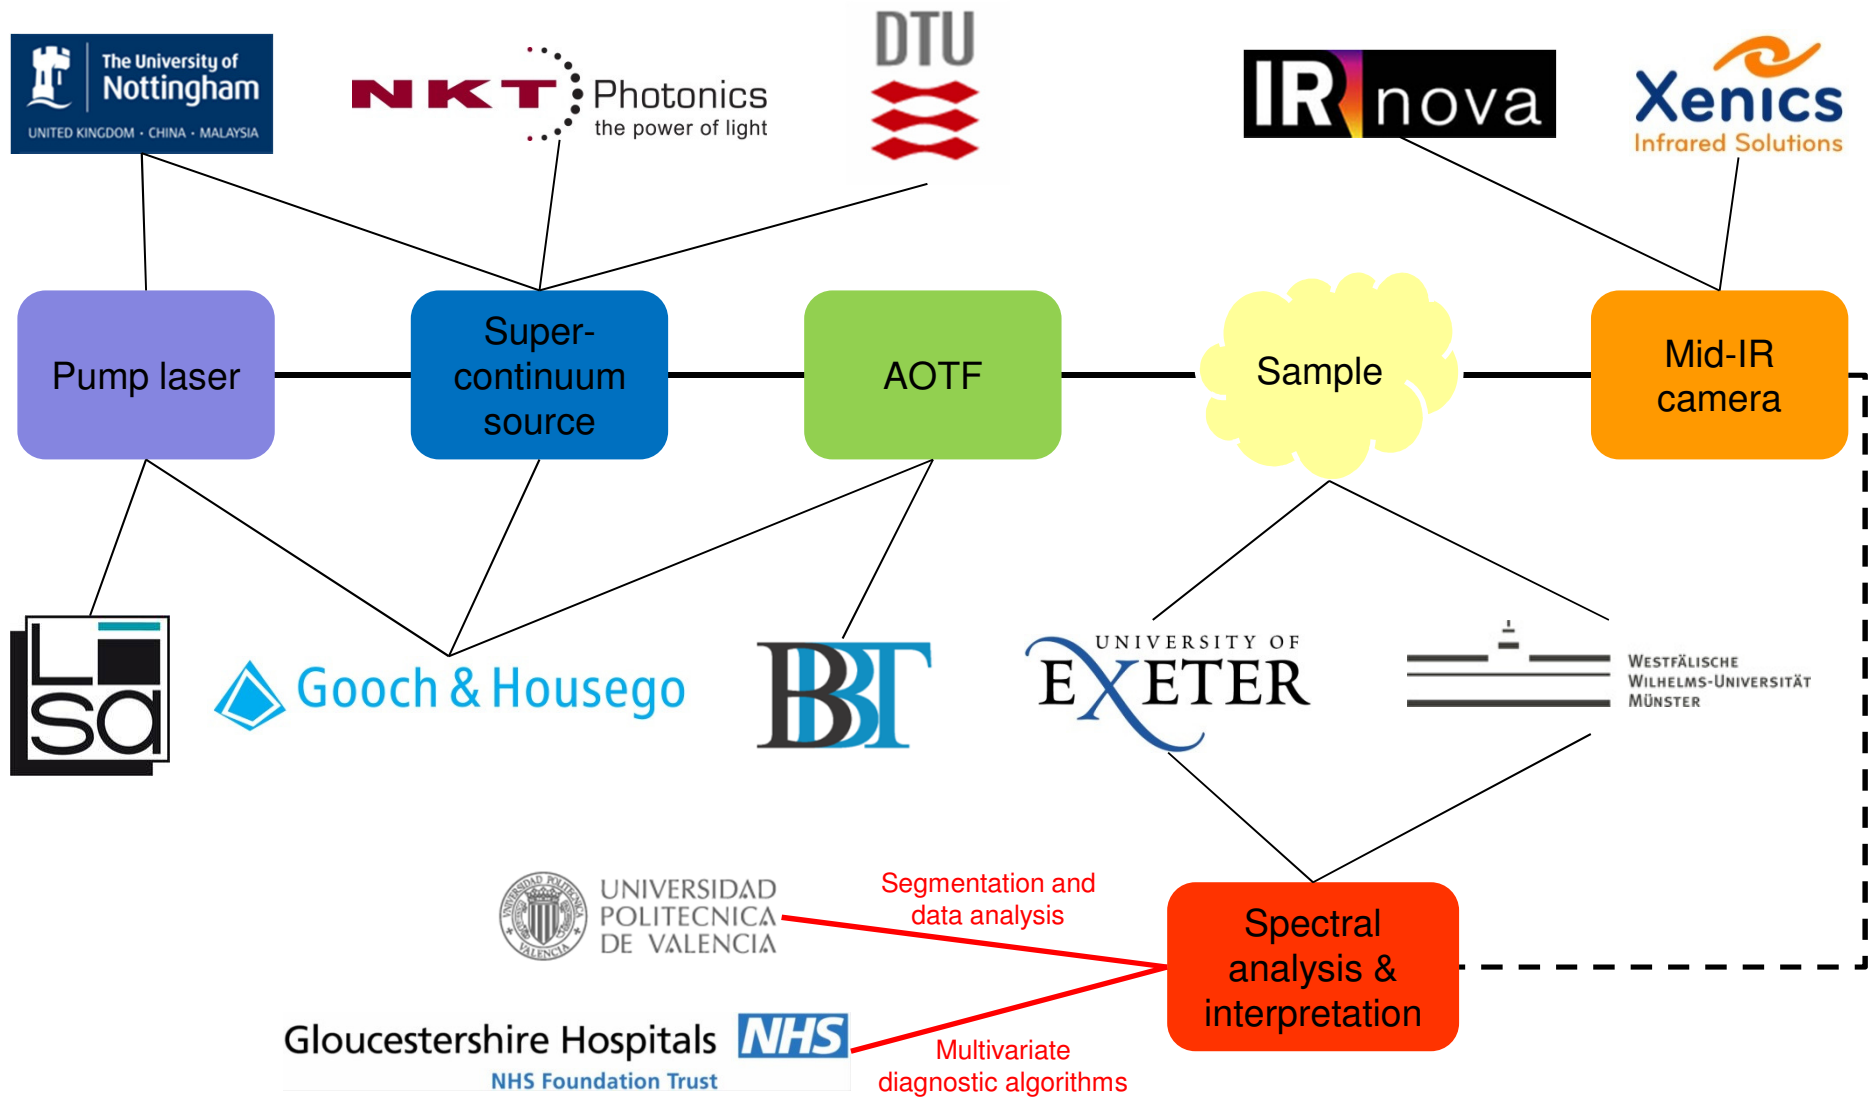 The University of
Nottingham
UNITED KINGDOM · CHINA · MALAYSIA
NKT Photonics
the power of light
DTU
IR nova
Xenics
Infrared Solutions
Pump laser
Super-
continuum
source
AOTF
Sample
Mid-IR
camera
Lisa
Gooch & Housego
BBT
UNIVERSITY OF
EXETER
WESTFÄLISCHE
WILHELMS-UNIVERSITÄT
MÜNSTER
UNIVERSIDAD
POLITECNICA
DE VALENCIA
Segmentation and
data analysis
Spectral
analysis &
interpretation
Gloucestershire Hospitals NHS
NHS Foundation Trust
Multivariate
diagnostic algorithms